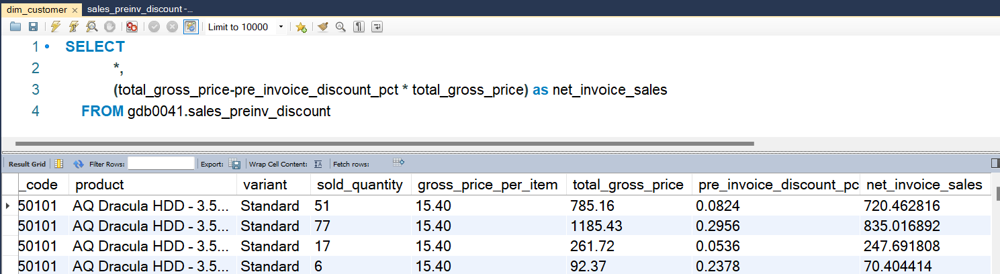 dim_customer × sales_preinv_discount -...
Limit to 10000
1 SELECT
2 *,
3 (total_gross_price-pre_invoice_discount_pct * total_gross_price) as net_invoice_sales
4 FROM gdb0041.sales_preinv_discount
Result Grid Filter Rows: Export: Wrap Cell Content: Fetch rows:
_code product variant sold_quantity gross_price_per_item total_gross_price pre_invoice_discount_pc net_invoice_sales
50101 AQ Dracula HDD - 3.5... Standard 51 15.40 785.16 0.0824 720.462816
50101 AQ Dracula HDD - 3.5... Standard 77 15.40 1185.43 0.2956 835.016892
50101 AQ Dracula HDD - 3.5... Standard 17 15.40 261.72 0.0536 247.691808
50101 AQ Dracula HDD - 3.5... Standard 6 15.40 92.37 0.2378 70.404414